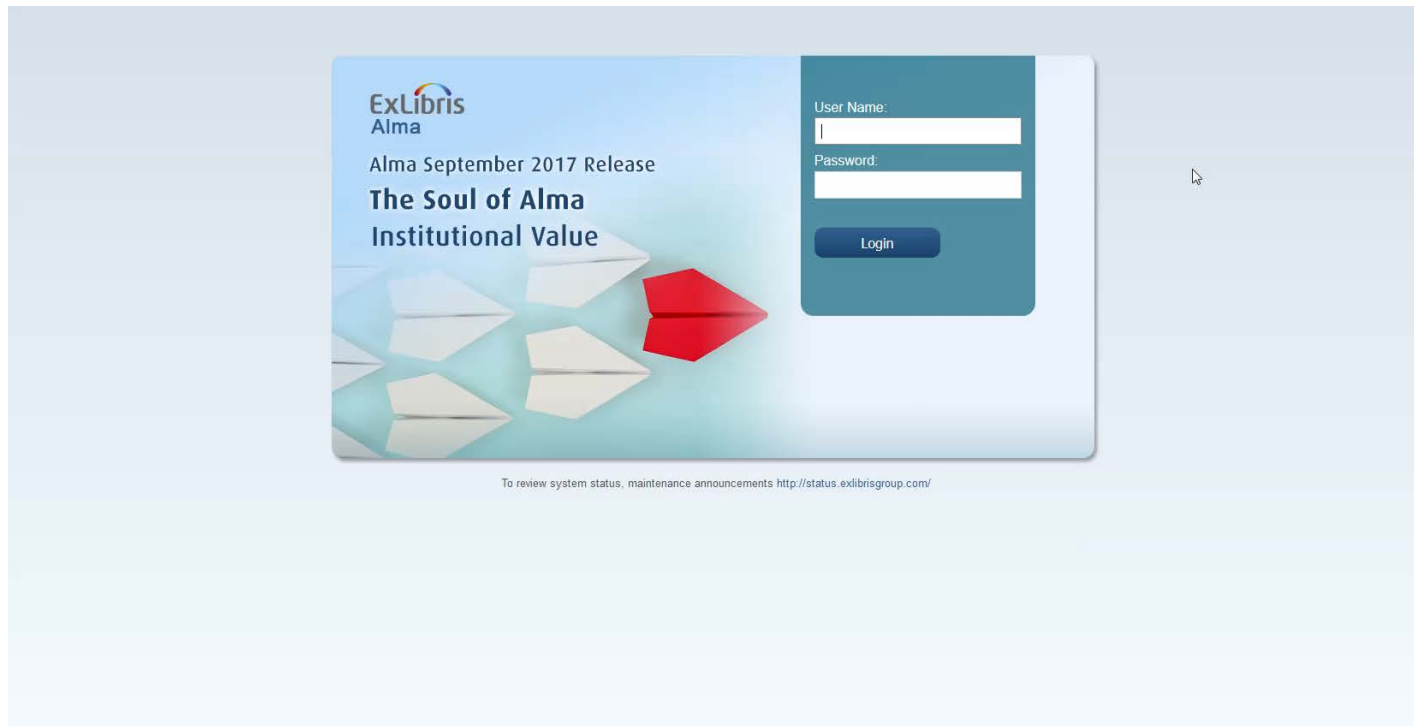 ExLibris
Alma
Alma September 2017 Release
The Soul of Alma
Institutional Value
User Name:
Password:
Login
To review system status, maintenance announcements http://status.exlibrisgroup.com/